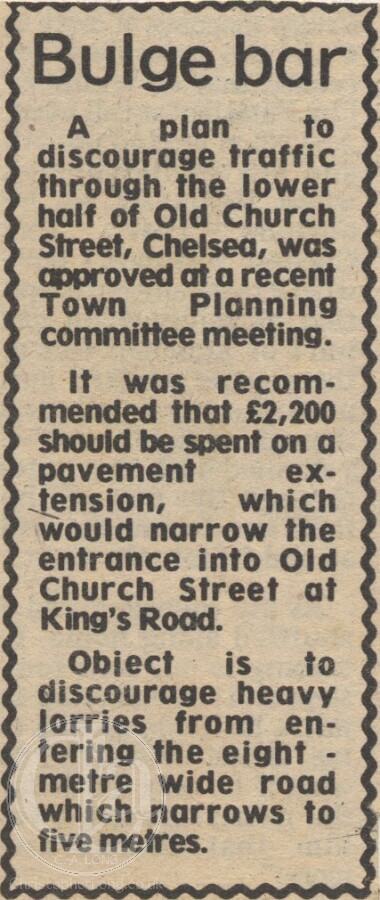 Bulge bar
A plan to
discourage traffic
through the lower
half of Old Church
Street, Chelsea, was
approved at a recent
Town Planning
committee meeting.
It was recom-
mended that £2,200
should be spent on a
pavement ex-
tension, which
would narrow the
entrance into Old
Church Street at
King's Road.
Object is to
discourage heavy
lorries from en-
tering the eight -
metre wide road
which narrows to
five metres.
C. A. LONG